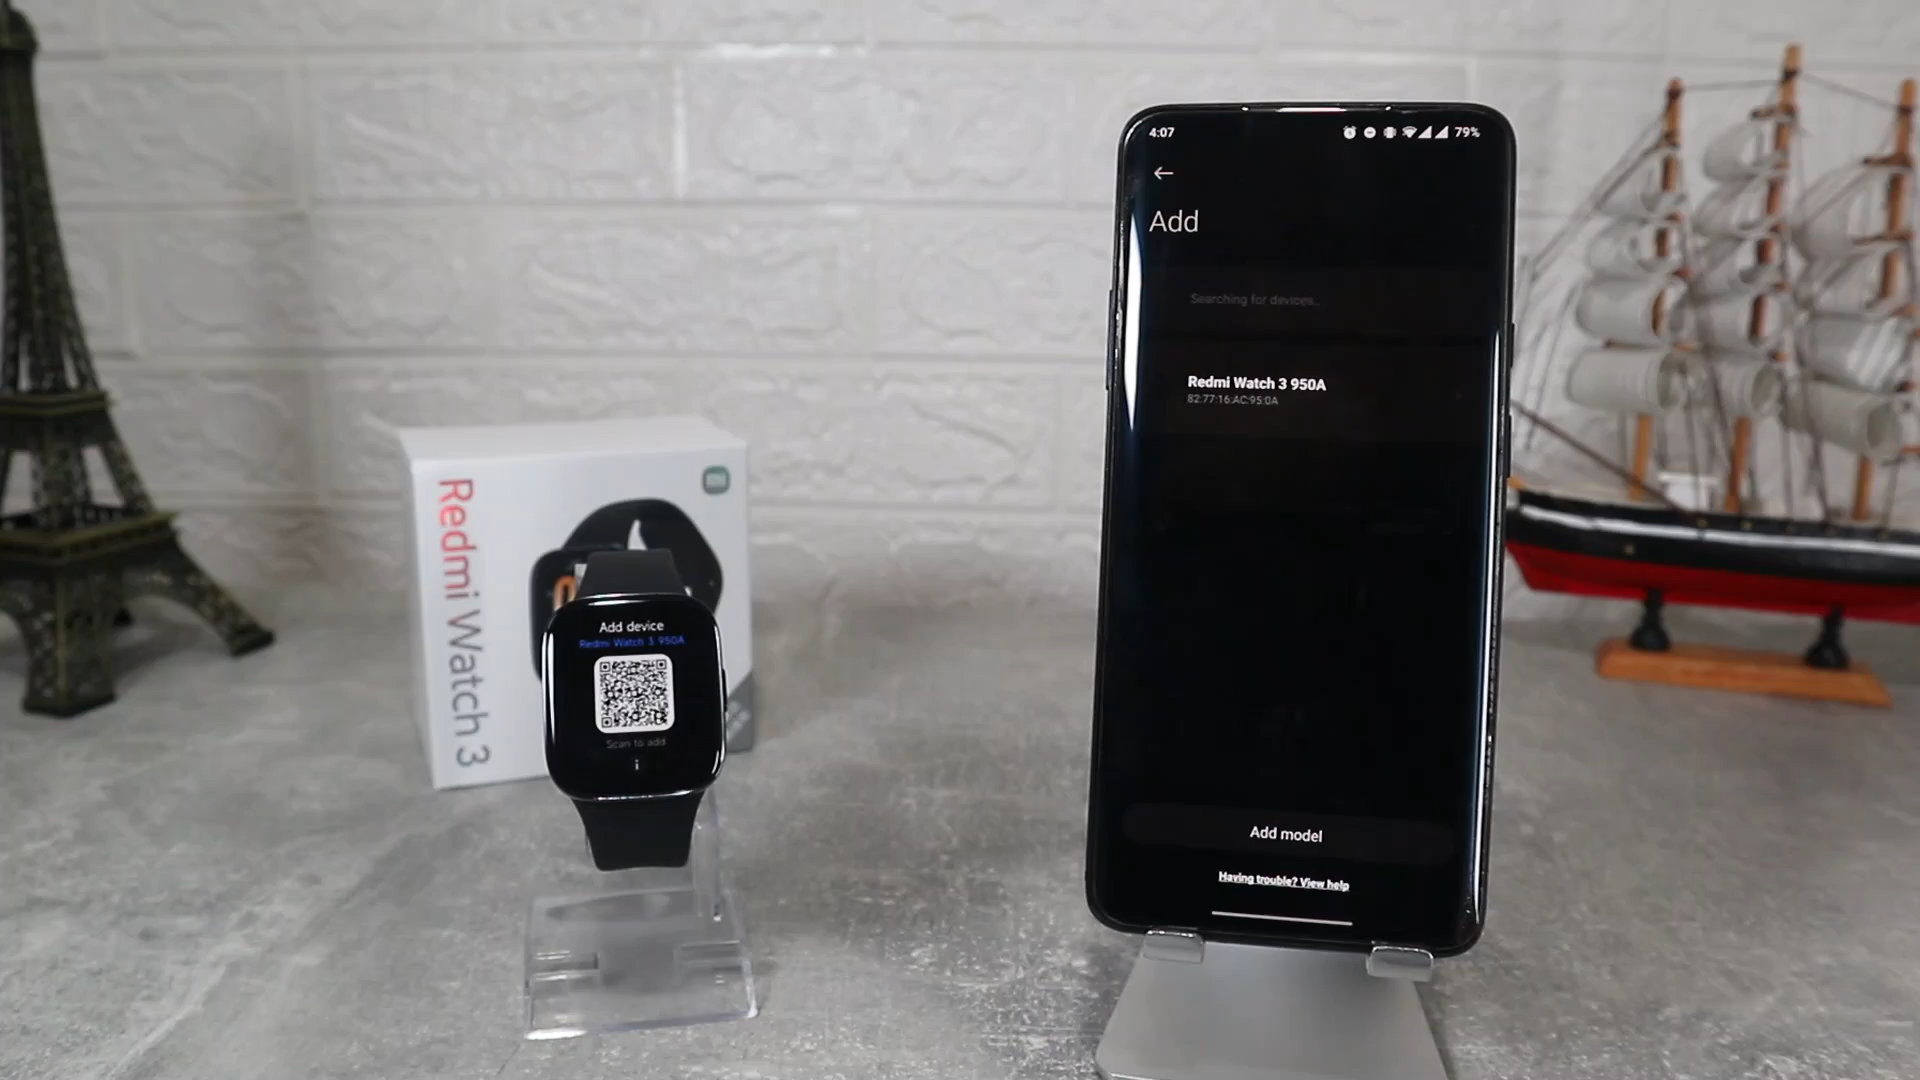 Redmi Watch 3
Add device
Redmi Watch 3 950A
Scan to add
i
4:07
79%
Add
Searching for devices...
Redmi Watch 3 950A
82:77:16:AC:95:0A
Add model
Having trouble? View help